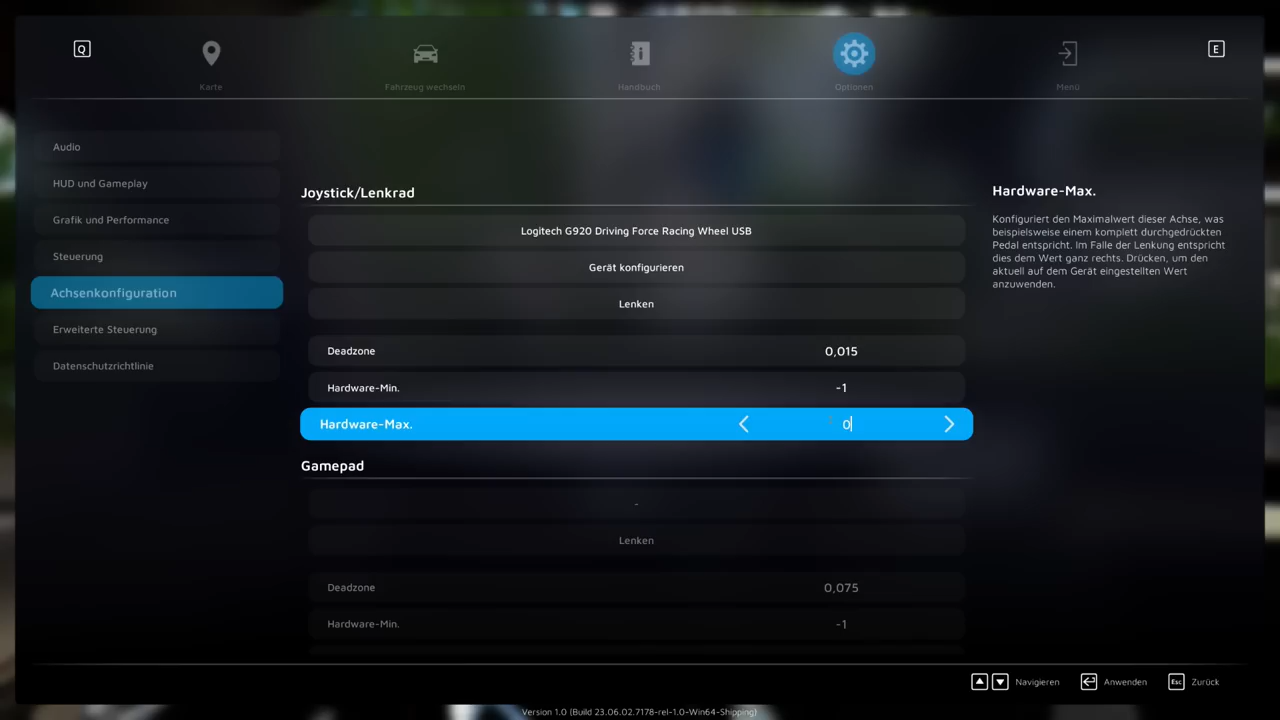 Q
E
Karte
Fahrzeug wechseln
Handbuch
Optionen
Menü
Audio
HUD und Gameplay
Grafik und Performance
Steuerung
Achsenkonfiguration
Erweiterte Steuerung
Datenschutzrichtlinie
Joystick/Lenkrad
Logitech G920 Driving Force Racing Wheel USB
Gerät konfigurieren
Lenken
Deadzone 0,015
Hardware-Min. -1
Hardware-Max. 0
Gamepad
-
Lenken
Deadzone 0,075
Hardware-Min. -1
Hardware-Max.
Konfiguriert den Maximalwert dieser Achse, was
beispielsweise einem komplett durchgedrückten
Pedal entspricht. Im Falle der Lenkung entspricht
dies dem Wert ganz rechts. Drücken, um den
aktuell auf dem Gerät eingestellten Wert
anzuwenden.
Navigieren
Anwenden
Esc Zurück
Version 1.0 (Build 23.06.02.7178-rel-1.0-Win64-Shipping)